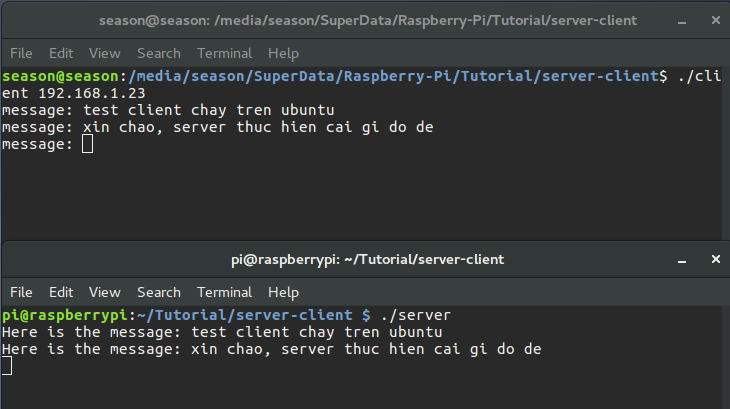 season@season: /media/season/SuperData/Raspberry-Pi/Tutorial/server-client
File Edit View Search Terminal Help
season@season:/media/season/SuperData/Raspberry-Pi/Tutorial/server-client$ ./cli
ent 192.168.1.23
message: test client chay tren ubuntu
message: xin chao, server thuc hien cai gi do de
message:
pi@raspberrypi: ~/Tutorial/server-client
File Edit View Search Terminal Help
pi@raspberrypi:~/Tutorial/server-client $ ./server
Here is the message: test client chay tren ubuntu
Here is the message: xin chao, server thuc hien cai gi do de